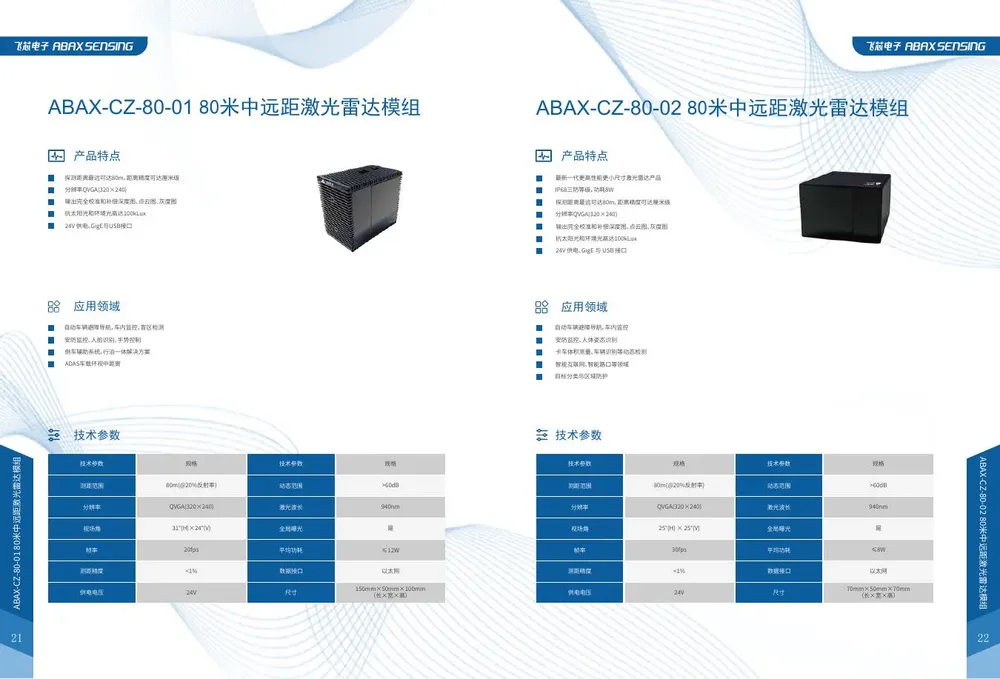 飞芯电子 ABAX SENSING
ABAX-CZ-80-01 80米中远距激光雷达模组
产品特点
探测距离最远可达80m, 距离精度可达厘米级
分辨率QVGA(320×240)
输出完全校准和补偿深度图, 点云图, 灰度图
抗太阳光和环境光高达100kLux
24V 供电, GigE与USB接口
应用领域
自动车辆避障导航, 车内监控, 盲区检测
安防监控, 人脸识别, 手势控制
倒车辅助系统, 行泊一体解决方案
ADAS车载环视中距离
技术参数
技术参数 规格 技术参数 规格
测距范围 80m(@20%反射率) 动态范围 >60dB
分辨率 QVGA(320×240) 激光波长 940nm
视场角 31°(H)×24°(V) 全局曝光 是
帧率 20fps 平均功耗 ≤12W
测距精度 <1% 数据接口 以太网
供电电压 24V 尺寸 150mm×50mm×100mm
(长×宽×高)
ABAX-CZ-80-01 80米中远距激光雷达模组
21
飞芯电子 ABAX SENSING
ABAX-CZ-80-02 80米中远距激光雷达模组
产品特点
最新一代更高性能更小尺寸激光雷达产品
IP68三防等级, 功耗8W
探测距离最远可达80m, 距离精度可达厘米级
分辨率QVGA(320×240)
输出完全校准和补偿深度图, 点云图, 灰度图
抗太阳光和环境光高达100kLux
24V 供电, GigE 与 USB 接口
应用领域
自动车辆避障导航, 车内监控
安防监控, 人体姿态识别
卡车体积测量, 车辆识别等动态检测
智能互联网, 智能路口等领域
目标分类与区域防护
技术参数
技术参数 规格 技术参数 规格
测距范围 80m(@20%反射率) 动态范围 >60dB
分辨率 QVGA(320×240) 激光波长 940nm
视场角 25°(H) × 25°(V) 全局曝光 是
帧率 30fps 平均功耗 ≤8W
测距精度 <1% 数据接口 以太网
供电电压 24V 尺寸 70mm×50mm×70mm
(长×宽×高)
ABAX-CZ-80-02 80米中远距激光雷达模组
22